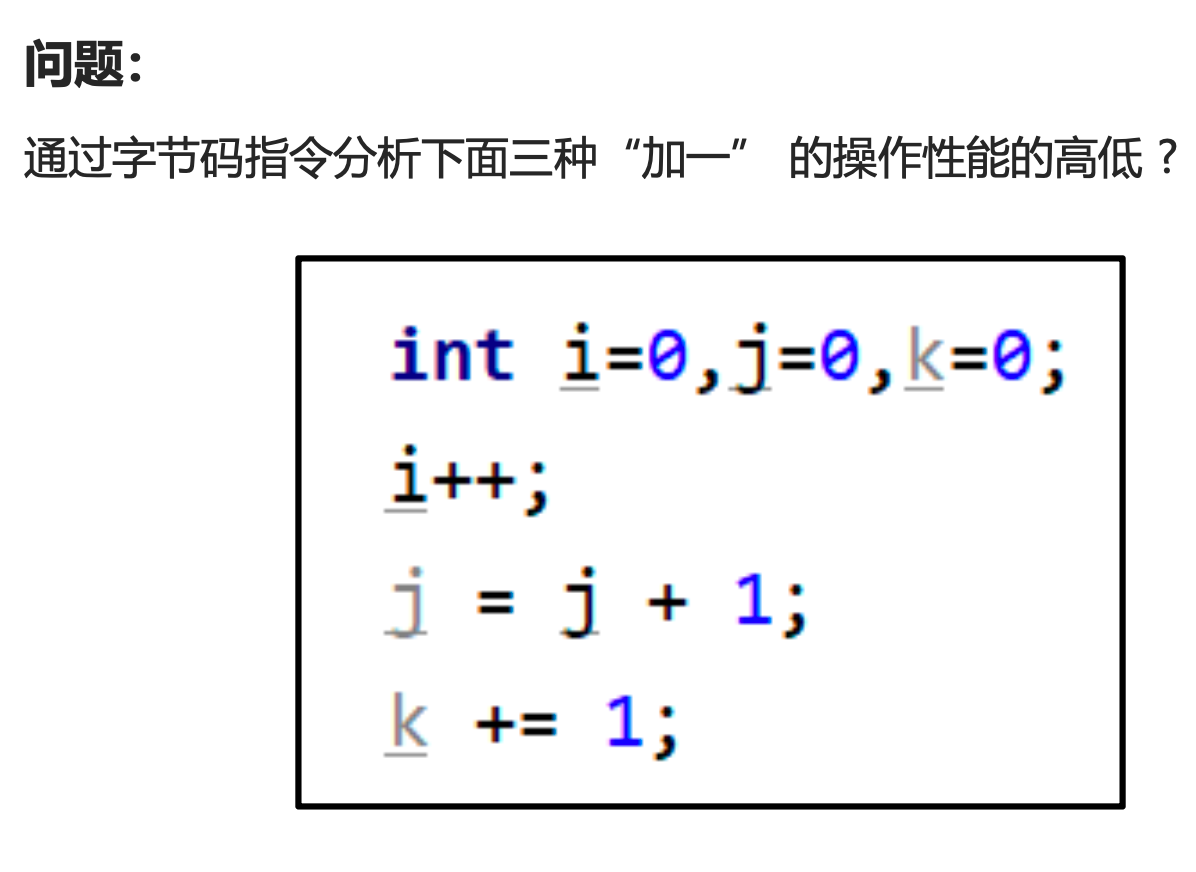 问题：
通过字节码指令分析下面三种“加一” 的操作性能的高低？
int i=0,j=0,k=0;
i++;
j = j + 1;
k += 1;